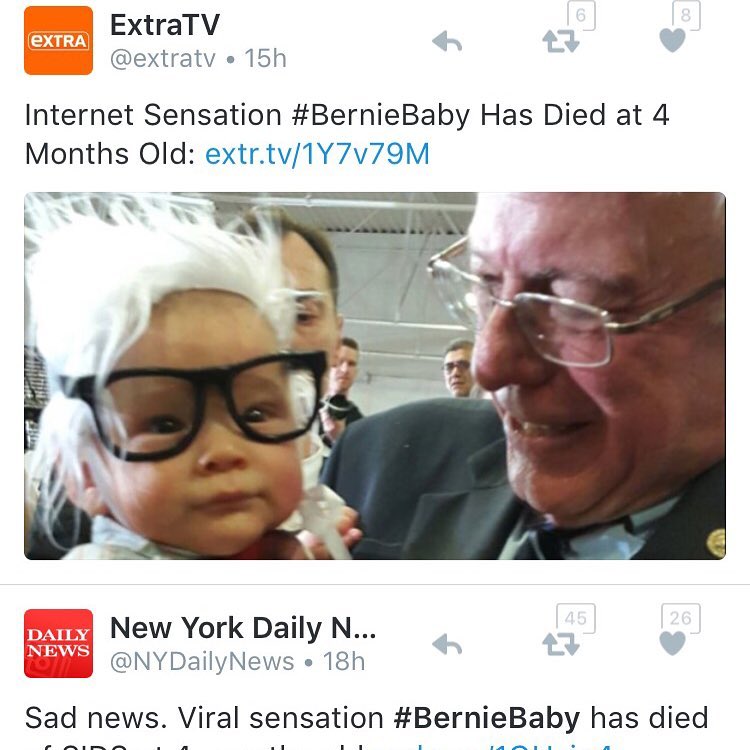 ExtraTV
6
8
eXTRA
@extratv • 15h
Internet Sensation #BernieBaby Has Died at 4
Months Old: extr.tv/1Y7v79M
New York Daily N...
45
26
DAILY
NEWS
@NYDailyNews • 18h
Sad news. Viral sensation #BernieBaby has died